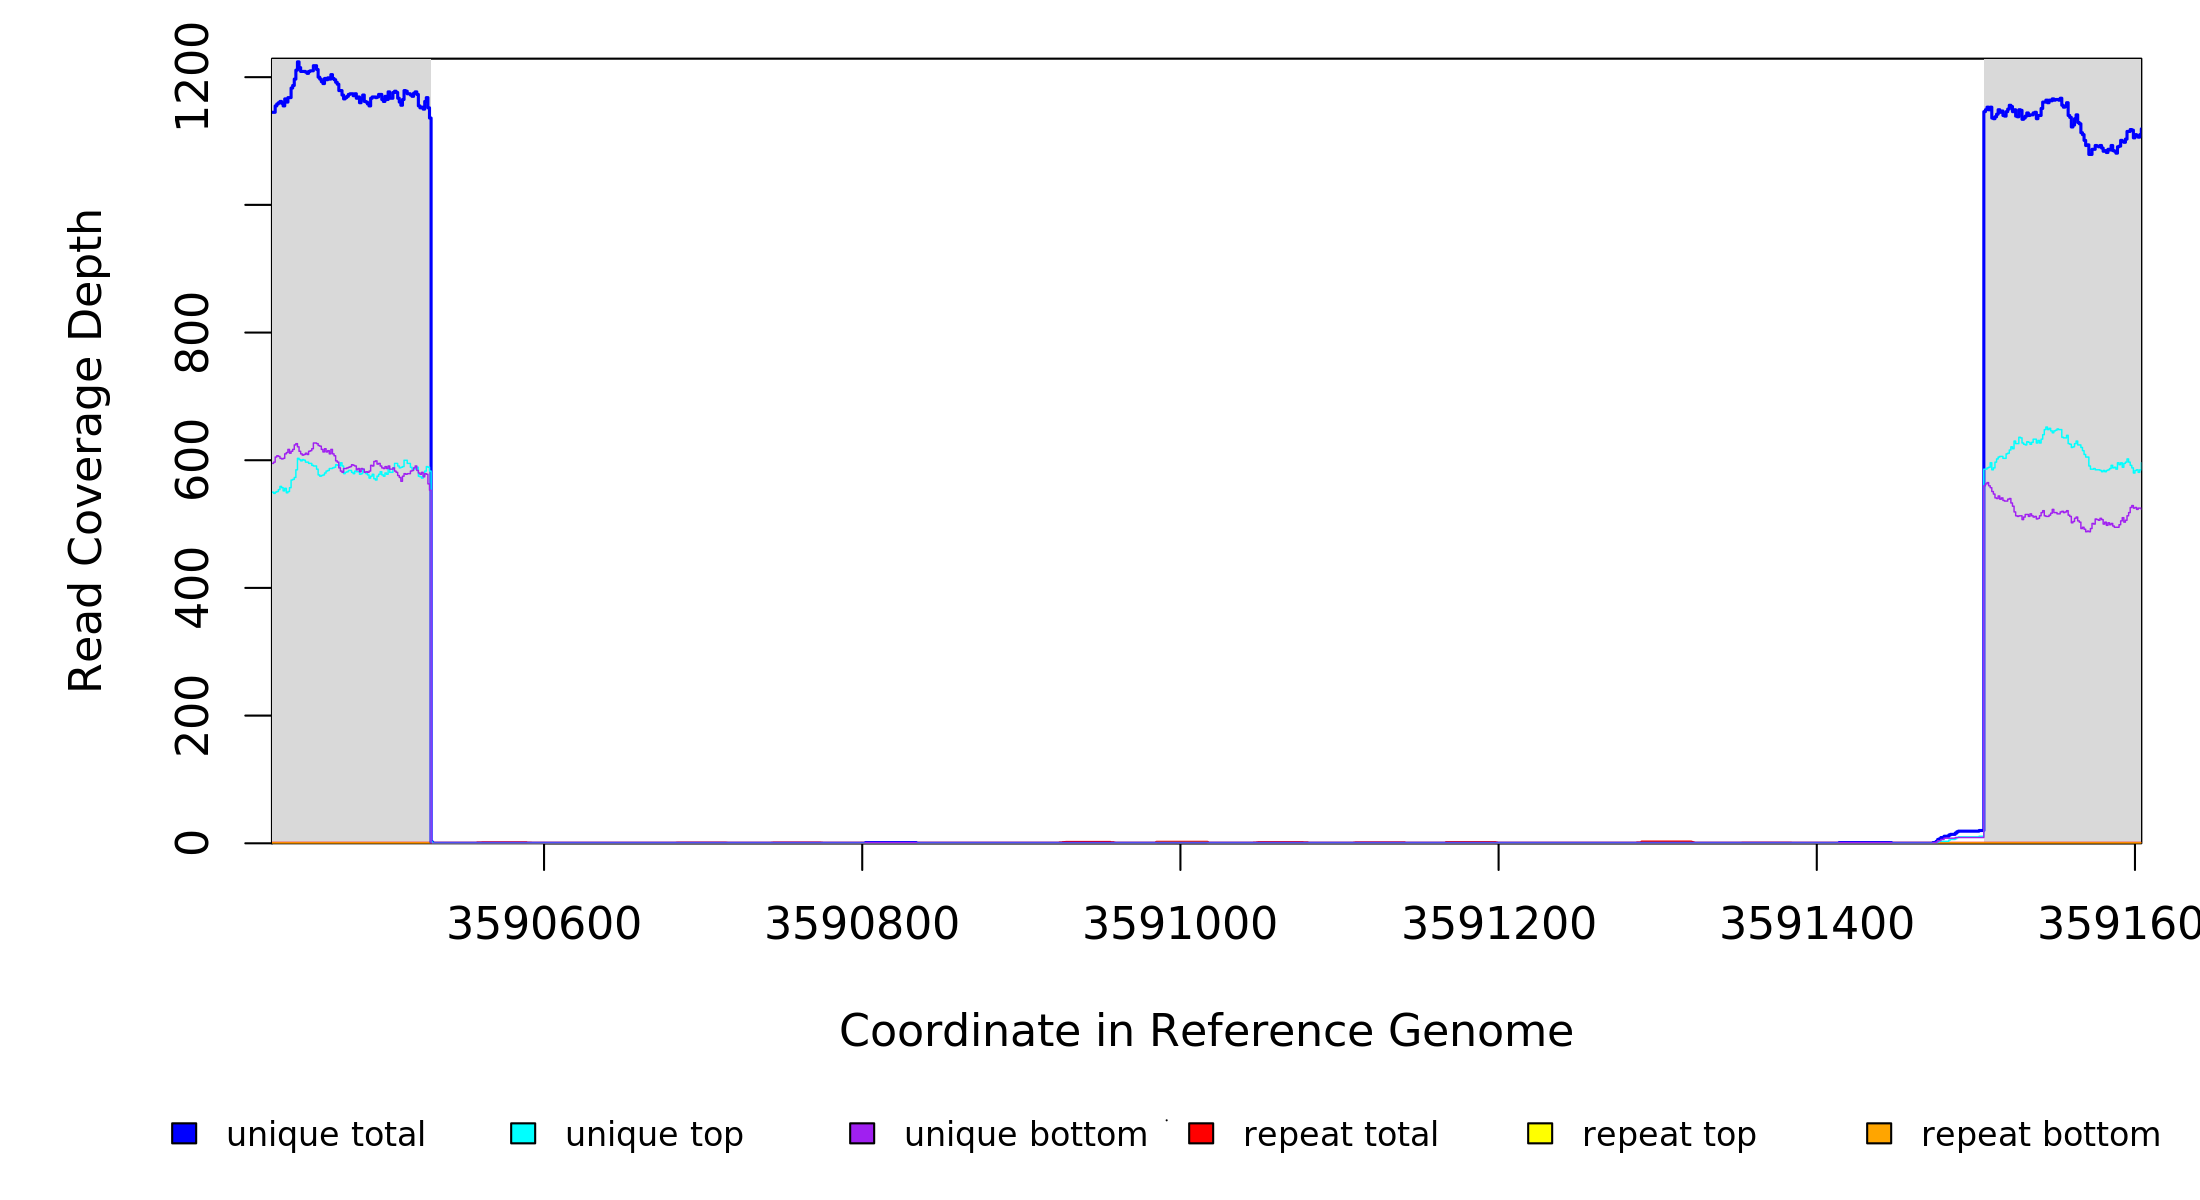 Read Coverage Depth
1200
800
600
400
200
0
3590600 3590800 3591000 3591200 3591400 359160
Coordinate in Reference Genome
unique total unique top unique bottom repeat total repeat top repeat bottom